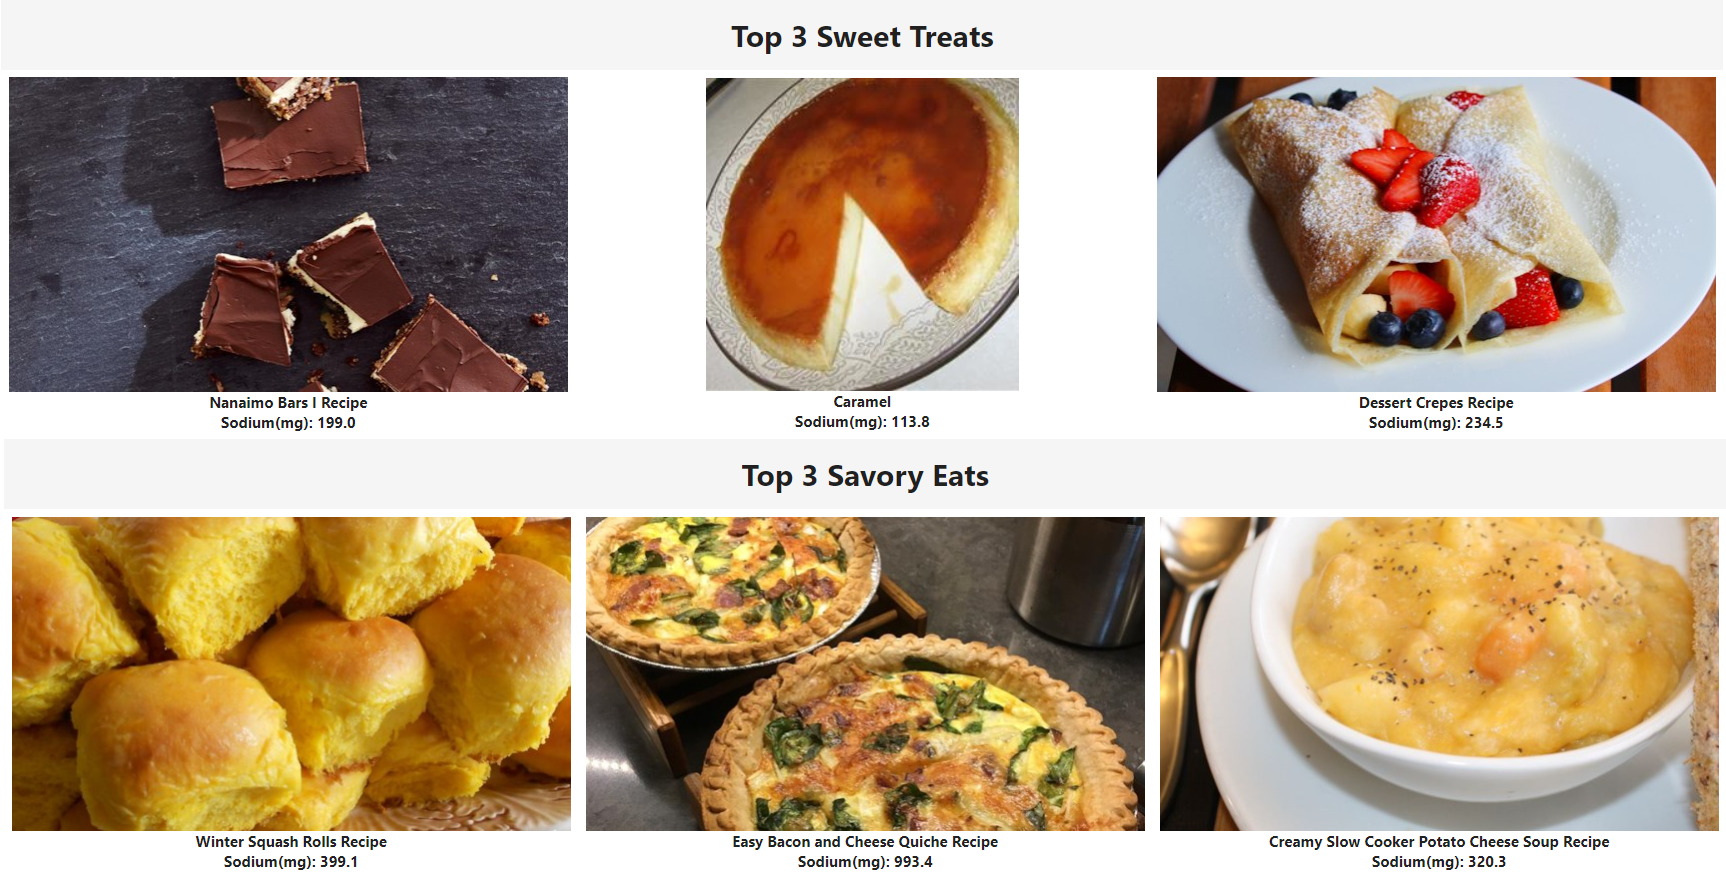 Top 3 Sweet Treats
Nanaimo Bars I Recipe
Sodium(mg): 199.0
Caramel
Sodium(mg): 113.8
Dessert Crepes Recipe
Sodium(mg): 234.5
Top 3 Savory Eats
Winter Squash Rolls Recipe
Sodium(mg): 399.1
Easy Bacon and Cheese Quiche Recipe
Sodium(mg): 993.4
Creamy Slow Cooker Potato Cheese Soup Recipe
Sodium(mg): 320.3